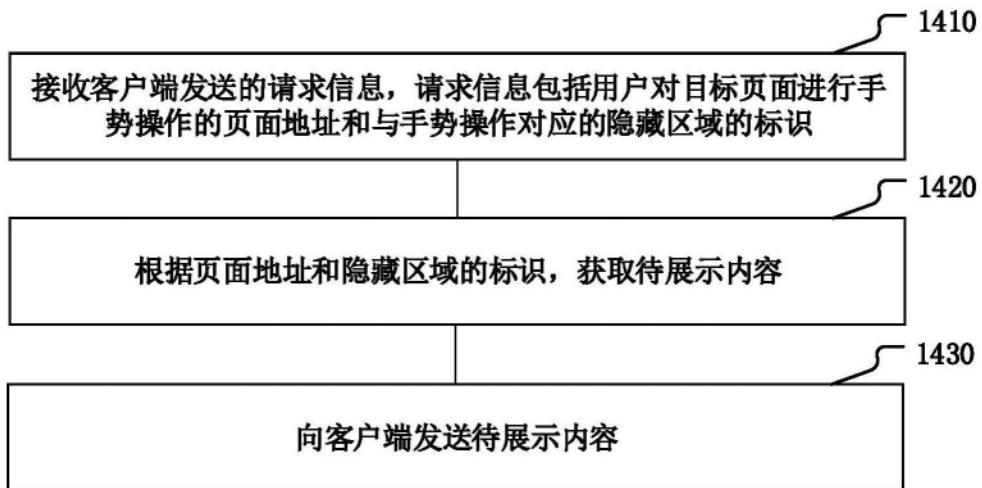 1410
接收客户端发送的请求信息，请求信息包括用户对目标页面进行手
势操作的页面地址和与手势操作对应的隐藏区域的标识
1420
根据页面地址和隐藏区域的标识，获取待展示内容
1430
向客户端发送待展示内容